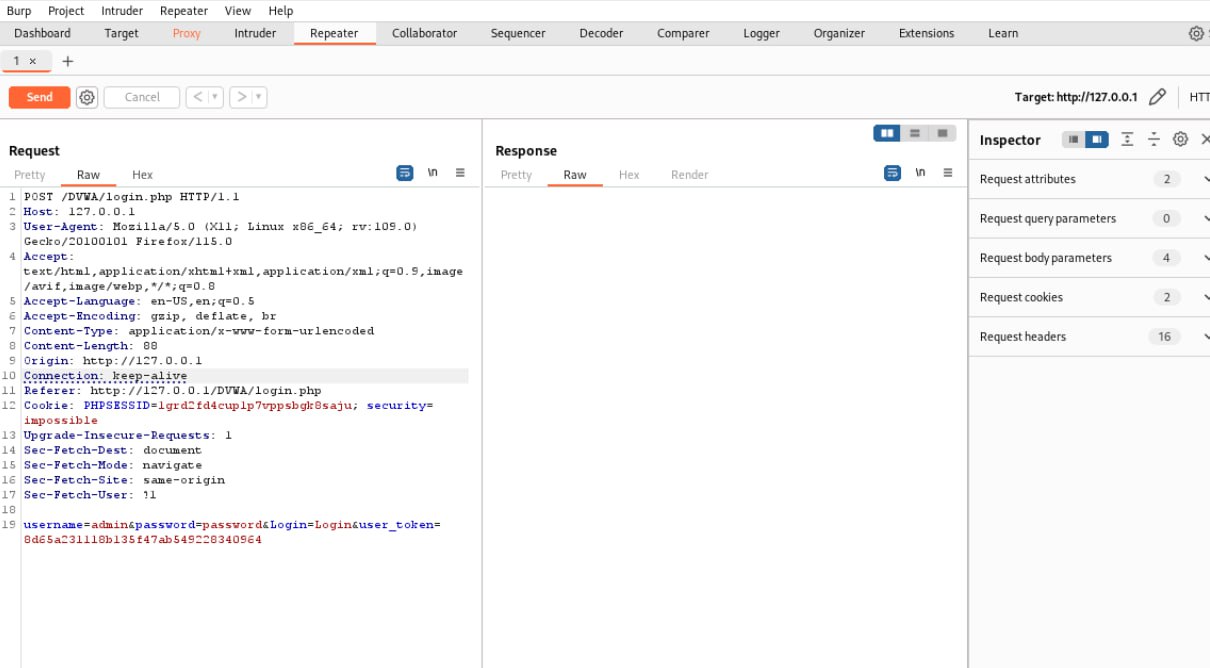 Burp Project Intruder Repeater View Help
Dashboard Target Proxy Intruder Repeater Collaborator Sequencer Decoder Comparer Logger Organizer Extensions Learn
1 × +
Send Cancel < > Target: http://127.0.0.1 HTT
Request
Pretty Raw Hex \n
1 POST /DVWA/login.php HTTP/1.1
2 Host: 127.0.0.1
3 User-Agent: Mozilla/5.0 (X11; Linux x86_64; rv:109.0)
Gecko/20100101 Firefox/115.0
4 Accept:
text/html,application/xhtml+xml,application/xml;q=0.9,image
/avif,image/webp,*/*;q=0.8
5 Accept-Language: en-US,en;q=0.5
6 Accept-Encoding: gzip, deflate, br
7 Content-Type: application/x-www-form-urlencoded
8 Content-Length: 88
9 Origin: http://127.0.0.1
10 Connection: keep-alive
11 Referer: http://127.0.0.1/DVWA/login.php
12 Cookie: PHPSESSID=lgrd2fd4cuplp7vppsbgk8saju; security=
impossible
13 Upgrade-Insecure-Requests: 1
14 Sec-Fetch-Dest: document
15 Sec-Fetch-Mode: navigate
16 Sec-Fetch-Site: same-origin
17 Sec-Fetch-User: ?1
18
19 username=admin&password=password&Login=Login&user_token=
8d65a231118b135f47ab549228340964
Response
Pretty Raw Hex Render \n
Inspector
Request attributes 2
Request query parameters 0
Request body parameters 4
Request cookies 2
Request headers 16